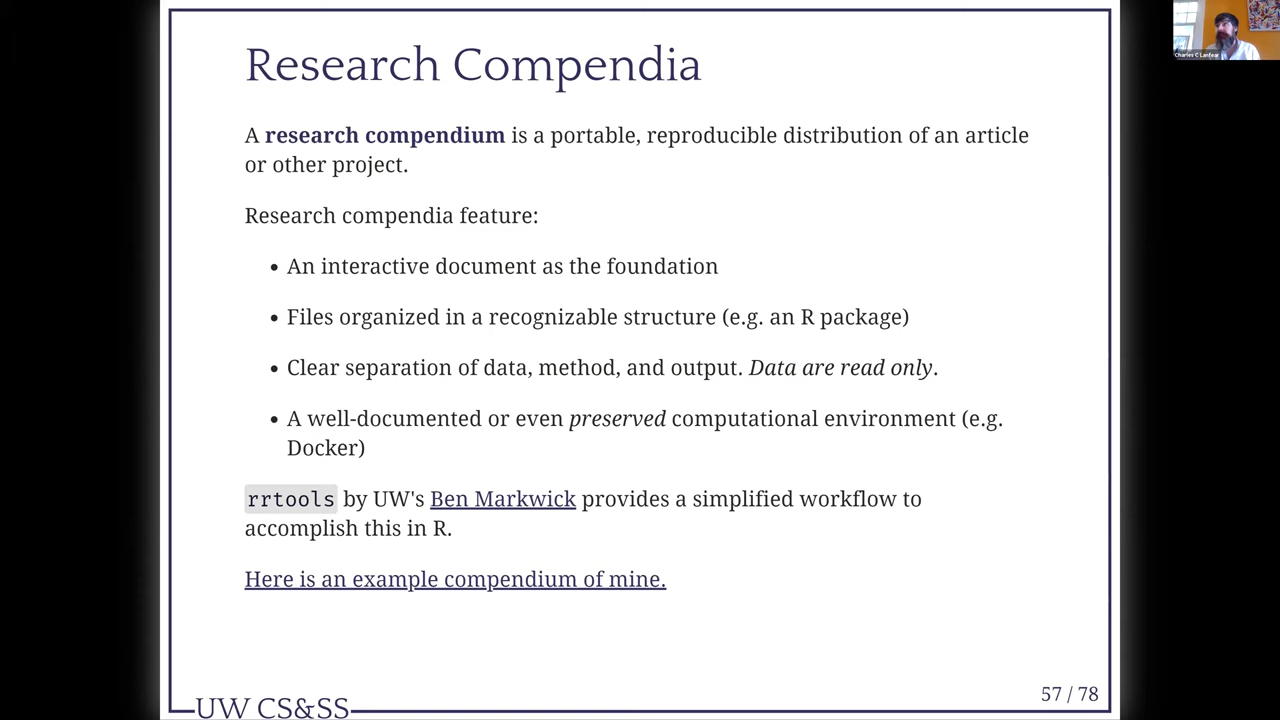 Research Compendia
A research compendium is a portable, reproducible distribution of an article
or other project.
Research compendia feature:
• An interactive document as the foundation
• Files organized in a recognizable structure (e.g. an R package)
• Clear separation of data, method, and output. Data are read only.
• A well-documented or even preserved computational environment (e.g.
Docker)
rrtools by UW's Ben Markwick provides a simplified workflow to
accomplish this in R.
Here is an example compendium of mine.
57 / 78
UW CS&SS
Charles C Lanfear